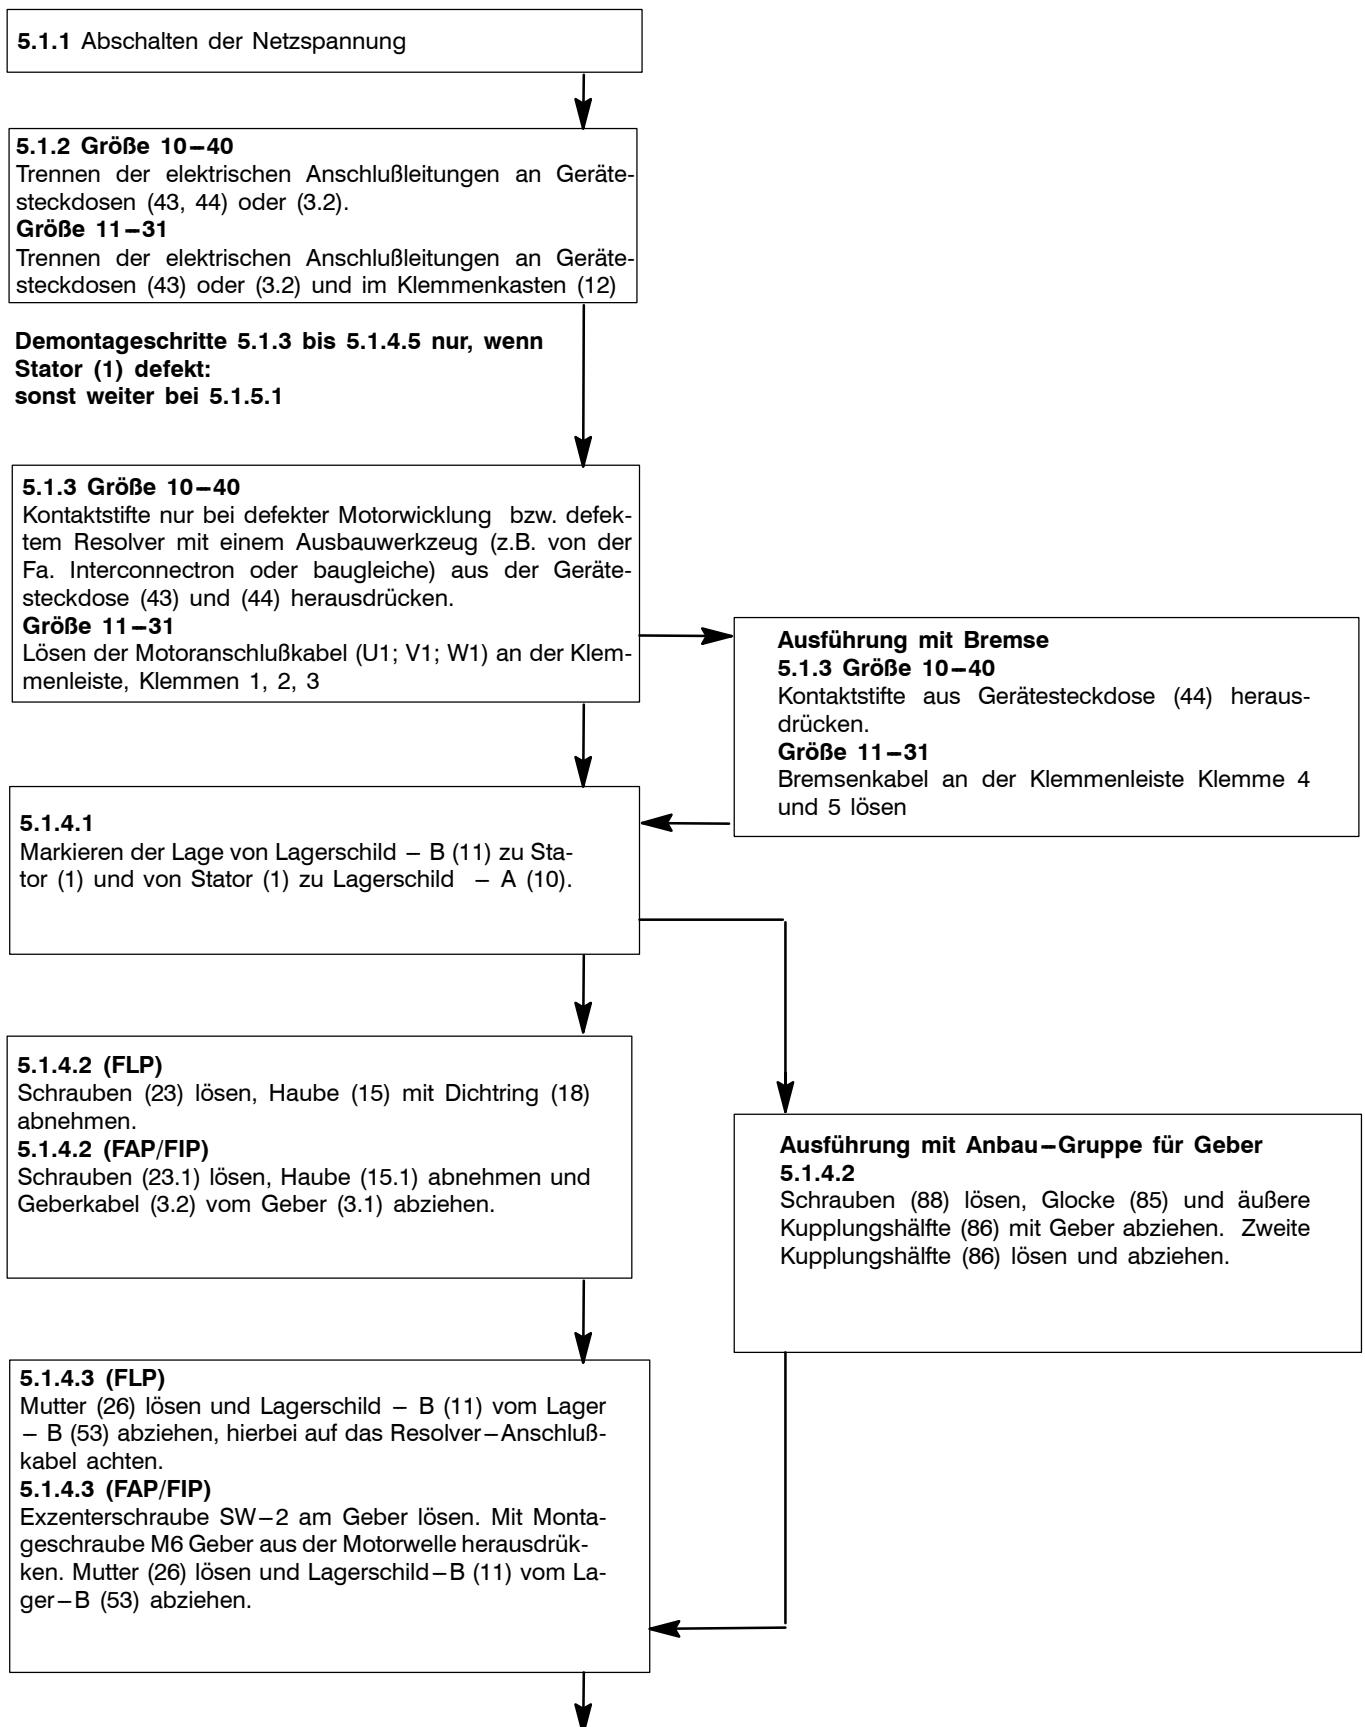 5.1.1 Abschalten der Netzspannung
5.1.2 Größe 10–40
Trennen der elektrischen Anschlußleitungen an Geräte-
steckdosen (43, 44) oder (3.2).
Größe 11–31
Trennen der elektrischen Anschlußleitungen an Geräte-
steckdosen (43) oder (3.2) und im Klemmenkasten (12)
Demontageschritte 5.1.3 bis 5.1.4.5 nur, wenn
Stator (1) defekt:
sonst weiter bei 5.1.5.1
5.1.3 Größe 10–40
Kontaktstifte nur bei defekter Motorwicklung bzw. defek-
tem Resolver mit einem Ausbauwerkzeug (z.B. von der
Fa. Interconnectron oder baugleiche) aus der Geräte-
steckdose (43) und (44) herausdrücken.
Größe 11–31
Lösen der Motoranschlußkabel (U1; V1; W1) an der Klem-
menleiste, Klemmen 1, 2, 3
Ausführung mit Bremse
5.1.3 Größe 10–40
Kontaktstifte aus Gerätesteckdose (44) heraus-
drücken.
Größe 11–31
Bremsenkabel an der Klemmenleiste Klemme 4
und 5 lösen
5.1.4.1
Markieren der Lage von Lagerschild – B (11) zu Sta-
tor (1) und von Stator (1) zu Lagerschild – A (10).
5.1.4.2 (FLP)
Schrauben (23) lösen, Haube (15) mit Dichtring (18)
abnehmen.
5.1.4.2 (FAP/FIP)
Schrauben (23.1) lösen, Haube (15.1) abnehmen und
Geberkabel (3.2) vom Geber (3.1) abziehen.
Ausführung mit Anbau–Gruppe für Geber
5.1.4.2
Schrauben (88) lösen, Glocke (85) und äußere
Kupplungshälfte (86) mit Geber abziehen. Zweite
Kupplungshälfte (86) lösen und abziehen.
5.1.4.3 (FLP)
Mutter (26) lösen und Lagerschild – B (11) vom Lager
– B (53) abziehen, hierbei auf das Resolver–Anschluß-
kabel achten.
5.1.4.3 (FAP/FIP)
Exzenterschraube SW–2 am Geber lösen. Mit Monta-
geschraube M6 Geber aus der Motorwelle herausdrük-
ken. Mutter (26) lösen und Lagerschild–B (11) vom La-
ger–B (53) abziehen.